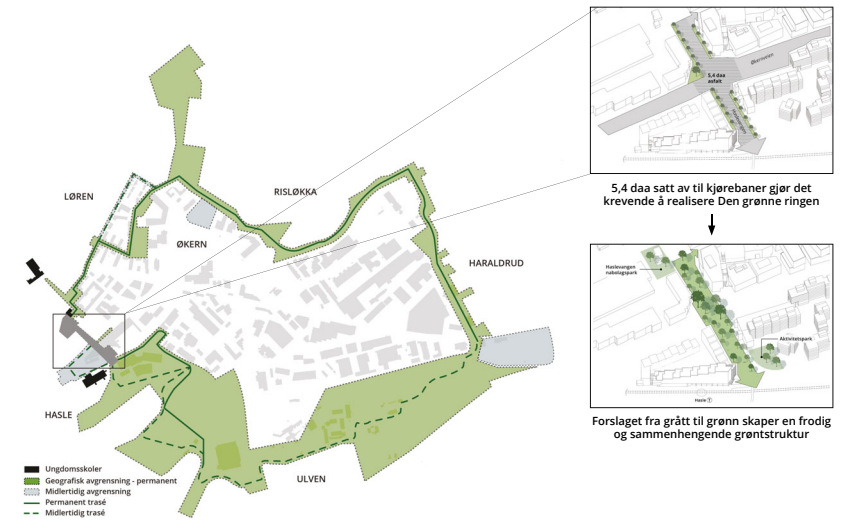 LØREN
RISLØKKA
ØKERN
HARALDRUD
HASLE
ULVEN
Ungdomsskoler
Geografisk avgrensning - permanent
Midlertidig avgrensning
Permanent trasé
Midlertidig trasé
Økernveien
5,4 daa
asfalt
5,4 daa satt av til kjørebaner gjør det
krevende å realisere Den grønne ringen
Haslevangen
nabolagspark
Aktivitetspark
Hasle T
Forslaget fra grått til grønn skaper en frodig
og sammenhengende grøntstruktur